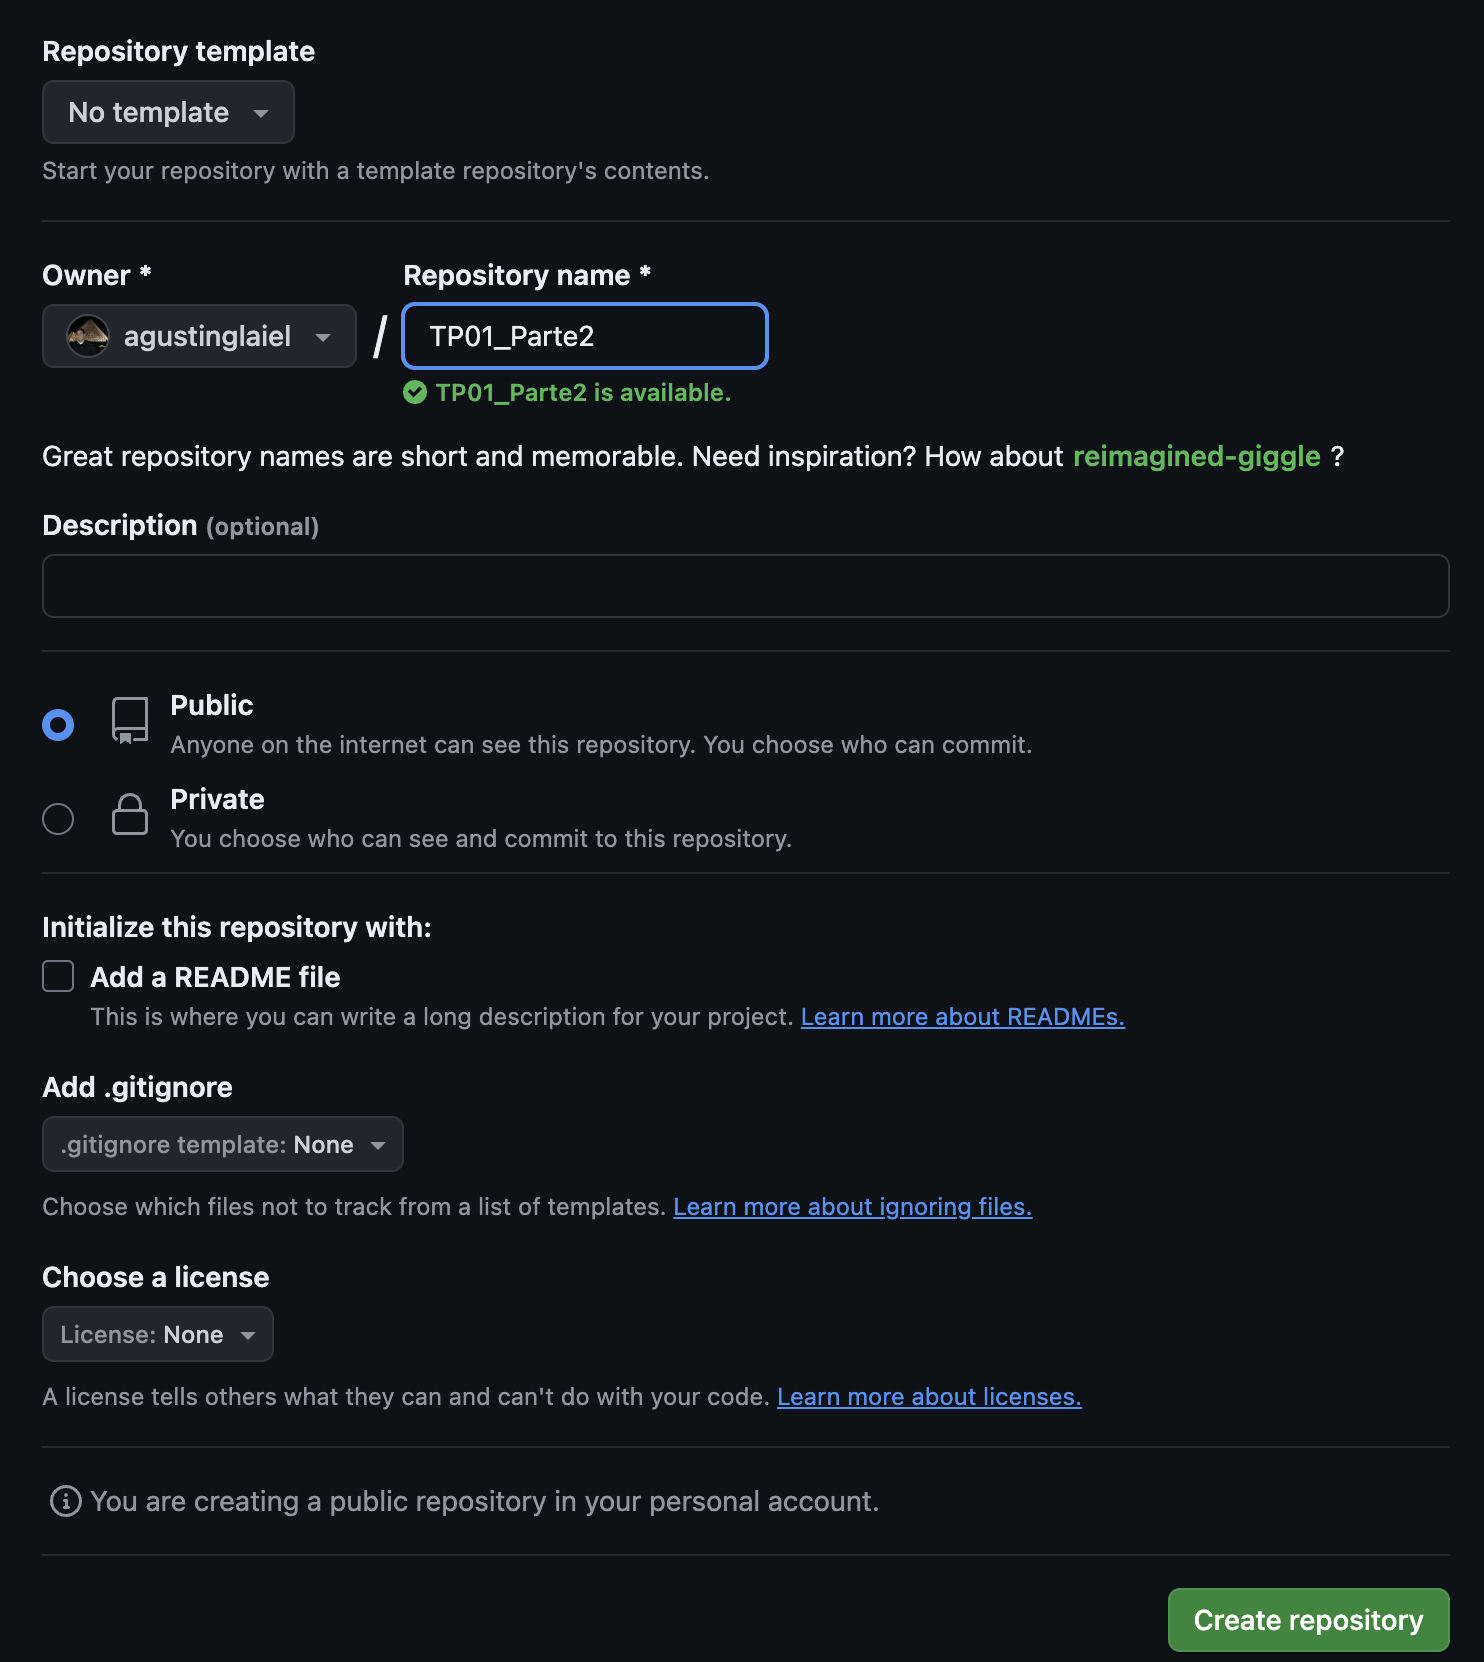 Repository template
No template
Start your repository with a template repository's contents.
Owner * Repository name *
agustinglaiel / TP01_Parte2
TP01_Parte2 is available.
Great repository names are short and memorable. Need inspiration? How about reimagined-giggle ?
Description (optional)
Public
Anyone on the internet can see this repository. You choose who can commit.
Private
You choose who can see and commit to this repository.
Initialize this repository with:
Add a README file
This is where you can write a long description for your project. Learn more about READMEs.
Add .gitignore
.gitignore template: None
Choose which files not to track from a list of templates. Learn more about ignoring files.
Choose a license
License: None
A license tells others what they can and can't do with your code. Learn more about licenses.
You are creating a public repository in your personal account.
Create repository